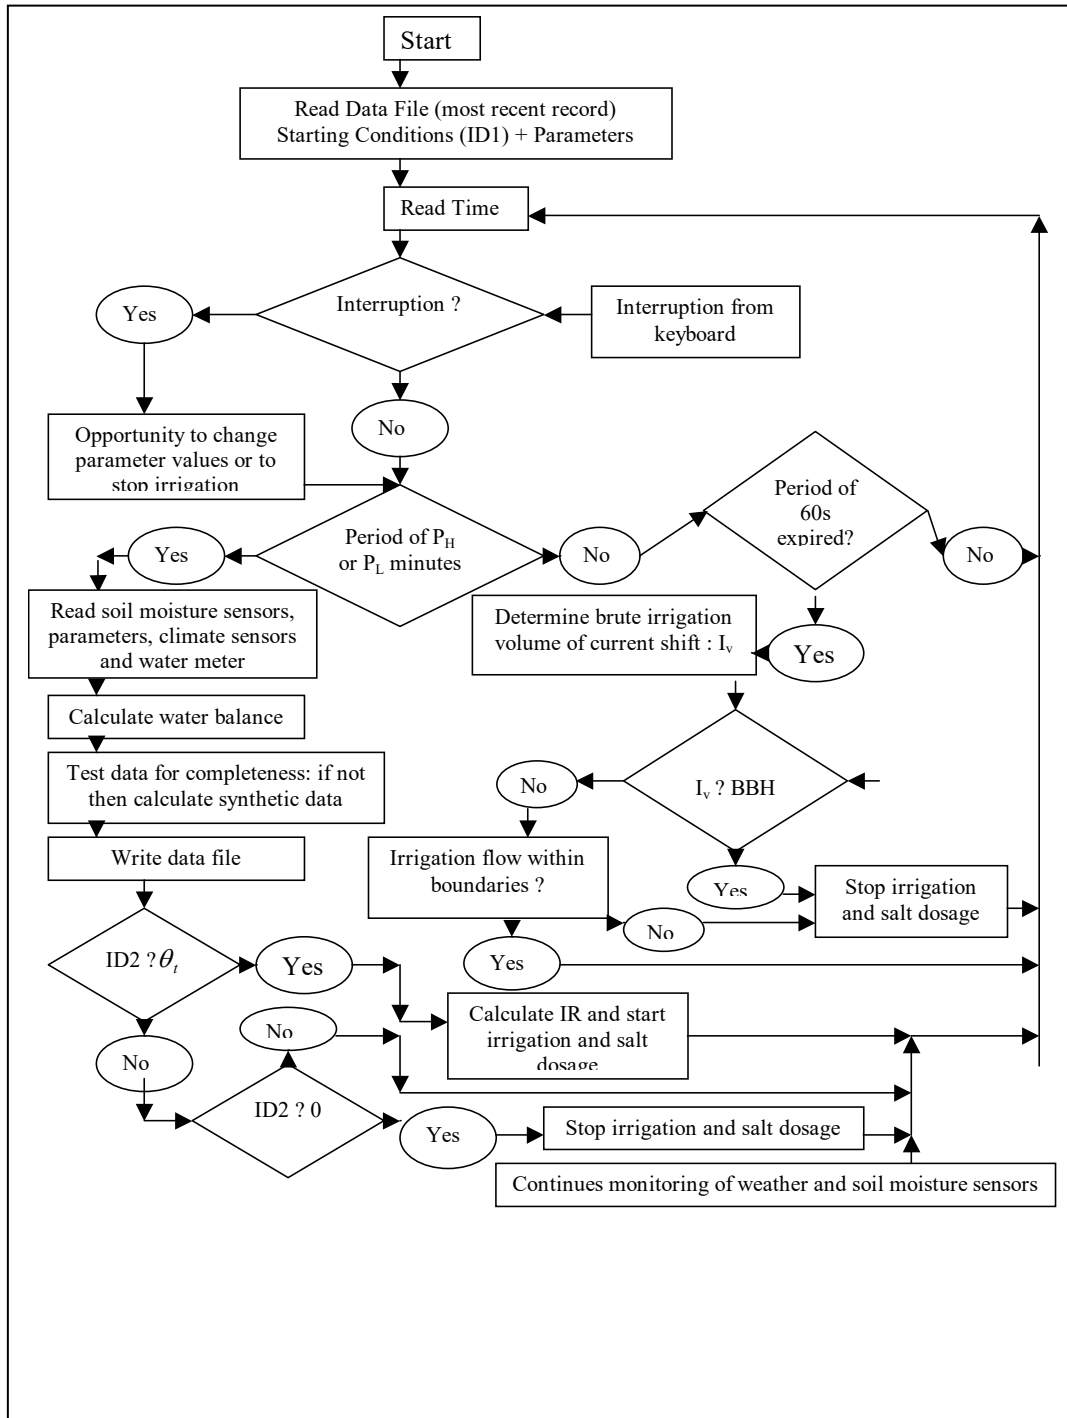 Start
Read Data File (most recent record)
Starting Conditions (ID1) + Parameters
Read Time
Interruption ?
Yes
Interruption from
keyboard
No
Opportunity to change
parameter values or to
stop irrigation
Period of P_H
or P_L minutes
Yes
No
Period of
60s
expired?
No
Read soil moisture sensors,
parameters, climate sensors
and water meter
Determine brute irrigation
volume of current shift : I_v
Yes
Calculate water balance
Test data for completeness: if not
then calculate synthetic data
I_v ? BBH
No
Write data file
Irrigation flow within
boundaries ?
Yes
Stop irrigation
and salt dosage
No
Yes
ID2 ? θ_t
Yes
Calculate IR and start
irrigation and salt
dosage
No
No
ID2 ? 0
Yes
Stop irrigation and salt dosage
Continues monitoring of weather and soil moisture sensors